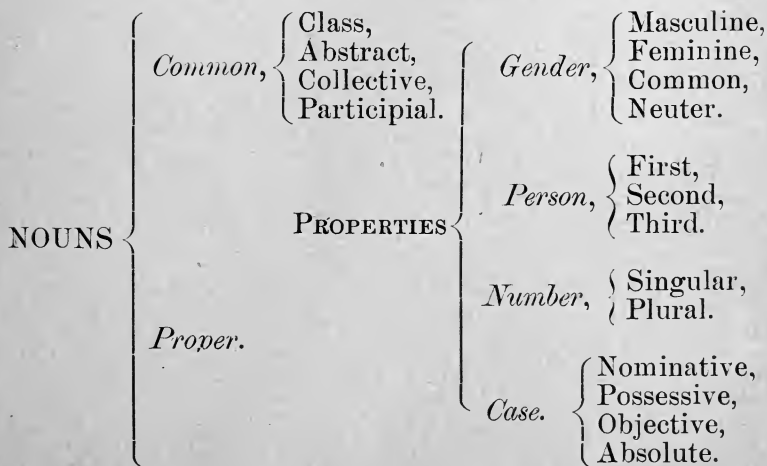 NOUNS
Common,
Class,
Abstract,
Collective,
Participial.
Proper.
PROPERTIES
Gender,
Masculine,
Feminine,
Common,
Neuter.
Person,
First,
Second,
Third.
Number,
Singular,
Plural.
Case.
Nominative,
Possessive,
Objective,
Absolute.